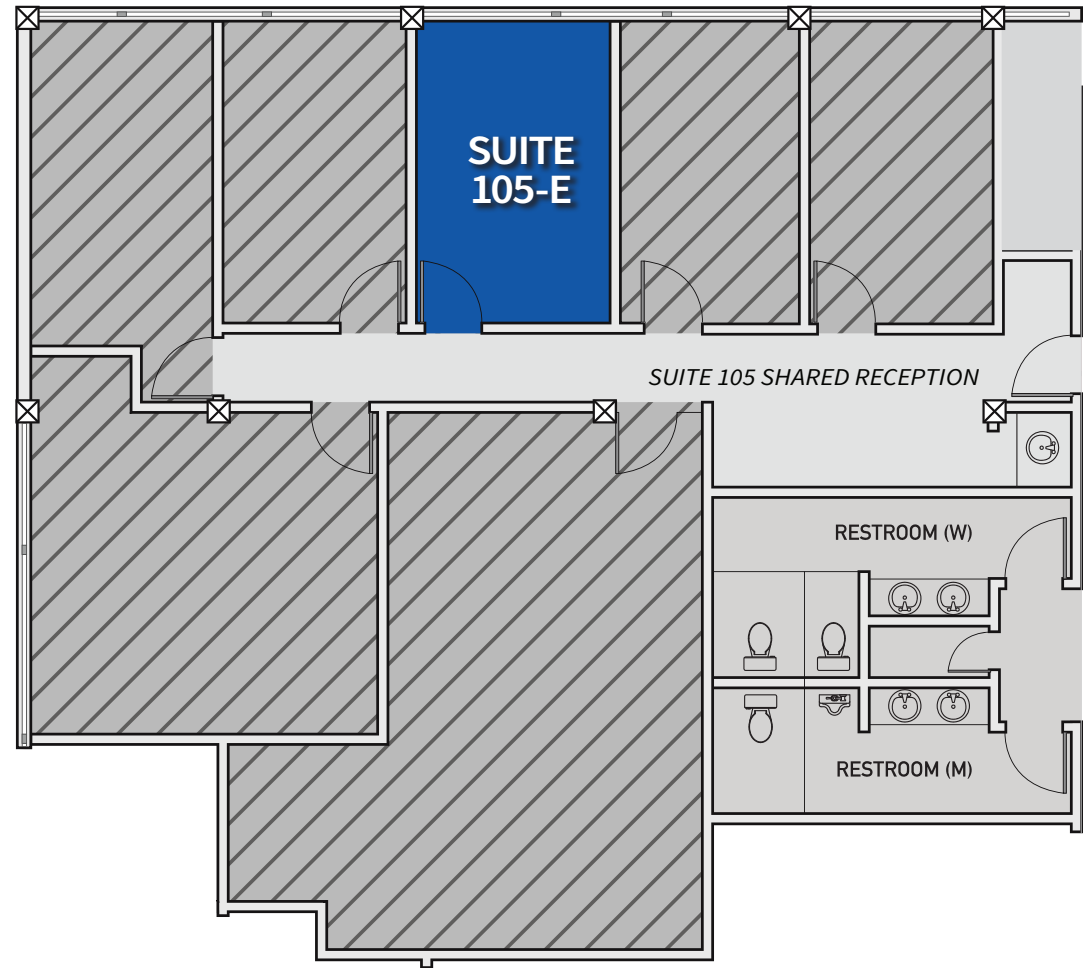 SUITE
105-E
SUITE 105 SHARED RECEPTION
RESTROOM (W)
RESTROOM (M)